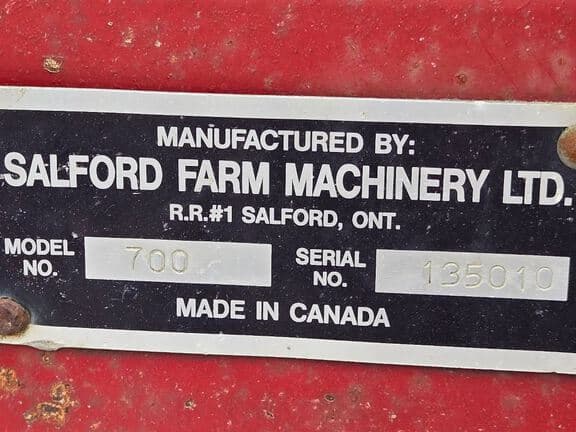 MANUFACTURED BY:
SALFORD FARM MACHINERY LTD.
R.R.#1 SALFORD, ONT.
MODEL NO. 700 SERIAL NO. 135010
MADE IN CANADA